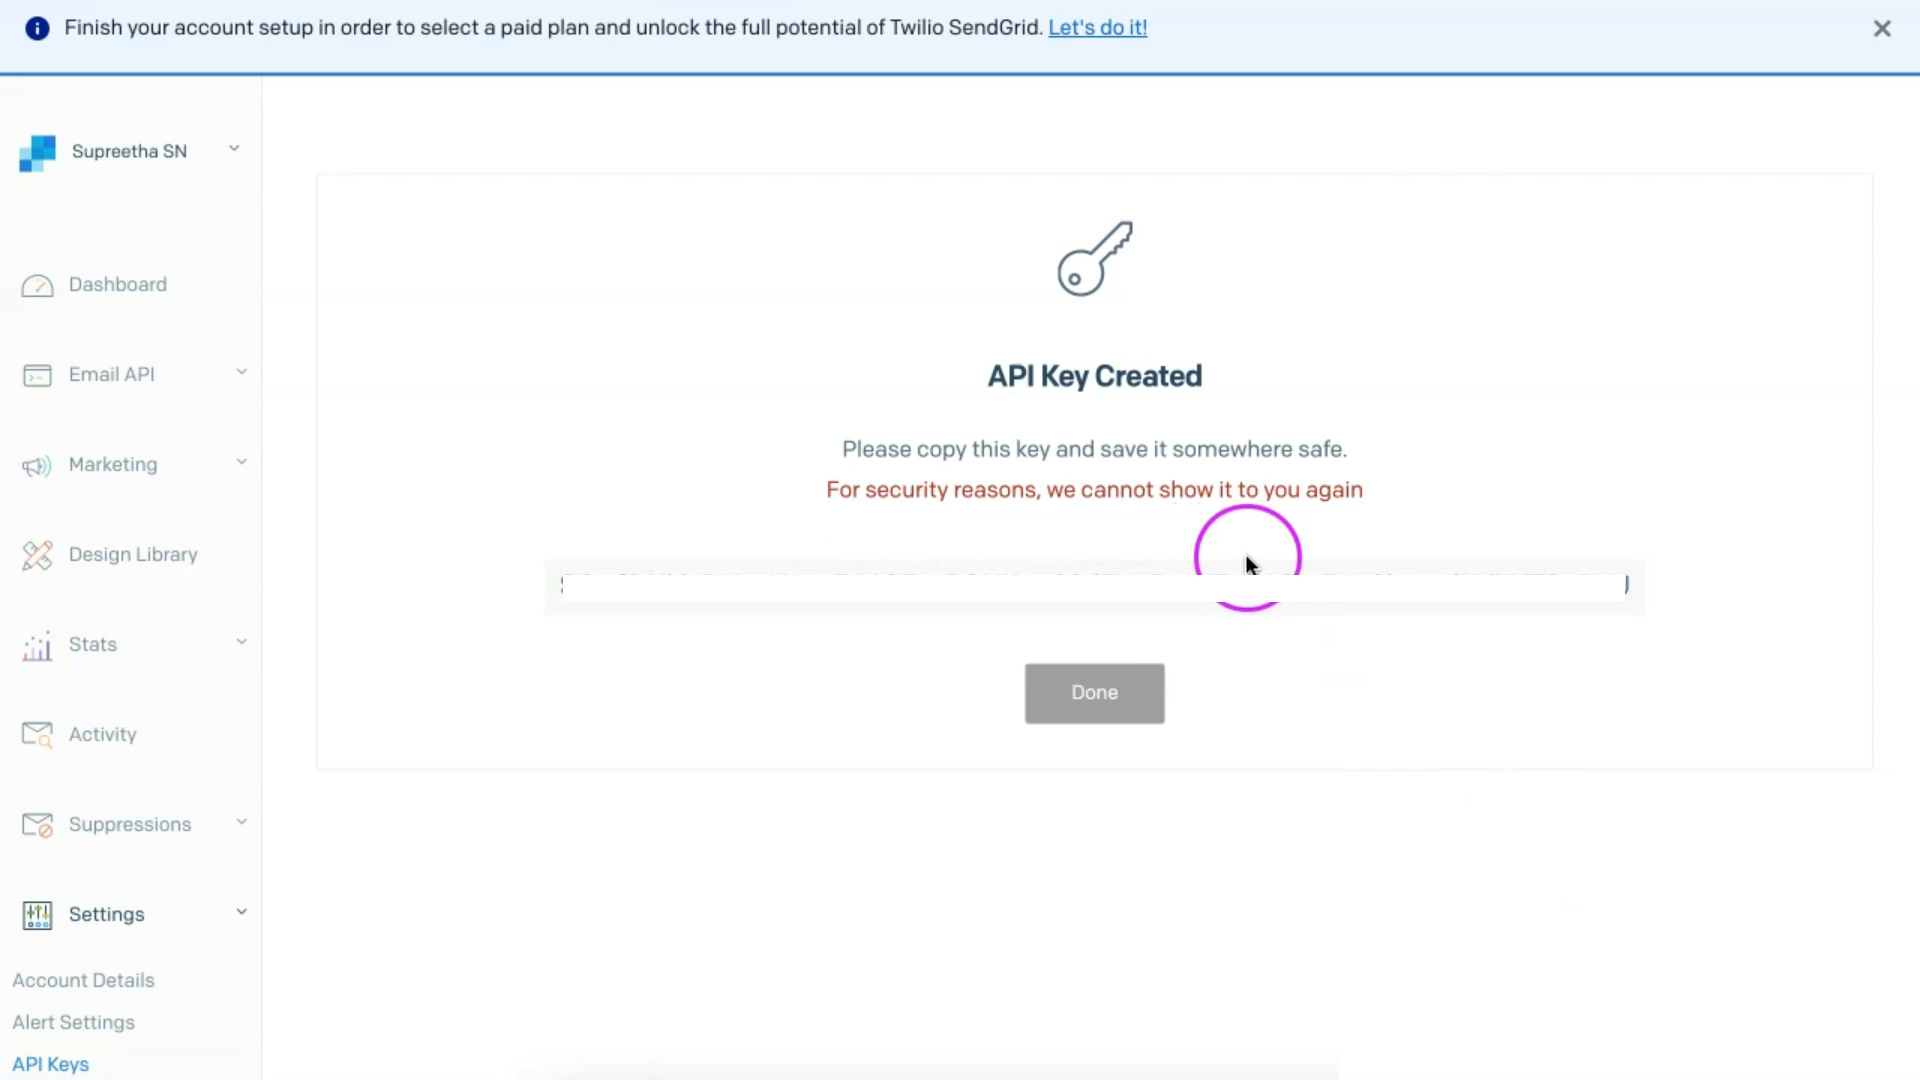 Finish your account setup in order to select a paid plan and unlock the full potential of Twilio SendGrid. Let's do it!
Supreetha SN
Dashboard
Email API
Marketing
Design Library
Stats
Activity
Suppressions
Settings
Account Details
Alert Settings
API Keys
API Key Created
Please copy this key and save it somewhere safe.
For security reasons, we cannot show it to you again
Done